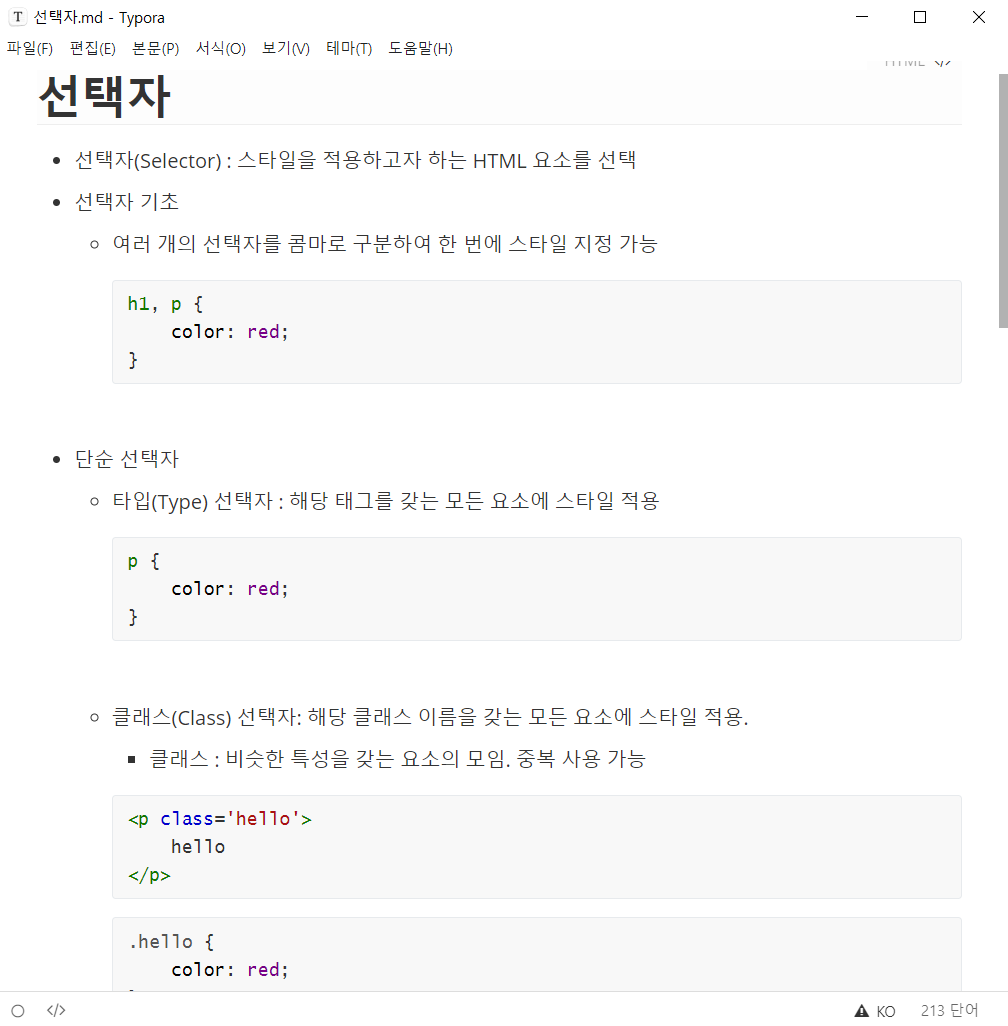 선택자.md - Typora
파일(F) 편집(E) 본문(P) 서식(O) 보기(V) 테마(T) 도움말(H)
HTML </>
선택자
선택자(Selector) : 스타일을 적용하고자 하는 HTML 요소를 선택
선택자 기초
여러 개의 선택자를 콤마로 구분하여 한 번에 스타일 지정 가능
h1, p {
color: red;
}
단순 선택자
타입(Type) 선택자 : 해당 태그를 갖는 모든 요소에 스타일 적용
p {
color: red;
}
클래스(Class) 선택자: 해당 클래스 이름을 갖는 모든 요소에 스타일 적용.
클래스 : 비슷한 특성을 갖는 요소의 모임. 중복 사용 가능
<p class='hello'>
hello
</p>
.hello {
color: red;
</> KO 213 단어